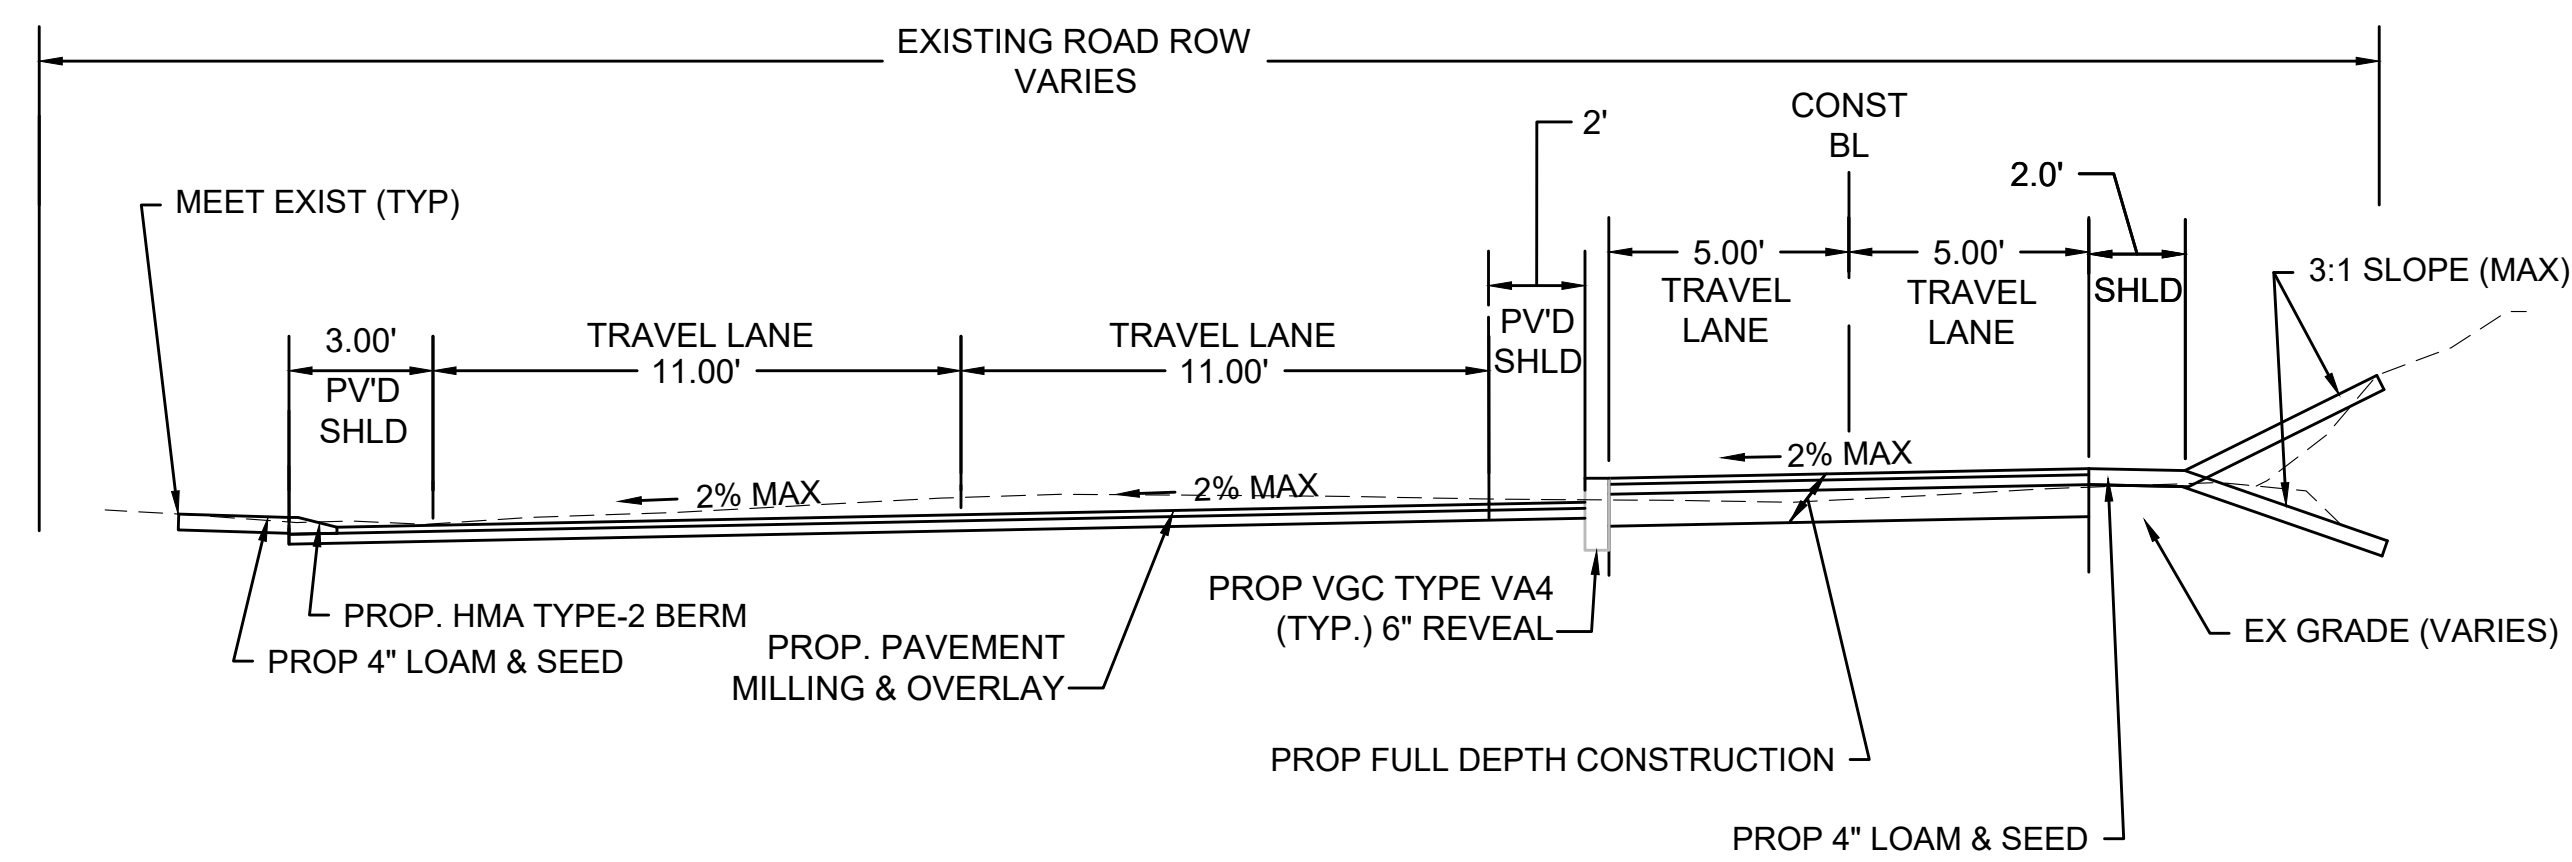 EXISTING ROAD ROW
VARIES
2'
CONST
BL
2.0'
MEET EXIST (TYP)
5.00'
TRAVEL
LANE
5.00'
TRAVEL
LANE
SHLD
3:1 SLOPE (MAX)
3.00'
PV'D
SHLD
TRAVEL LANE
11.00'
TRAVEL LANE
11.00'
PV'D
SHLD
2% MAX
2% MAX
2% MAX
PROP VGC TYPE VA4
(TYP.) 6" REVEAL
PROP. HMA TYPE-2 BERM
PROP 4" LOAM & SEED
PROP. PAVEMENT
MILLING & OVERLAY
EX GRADE (VARIES)
PROP FULL DEPTH CONSTRUCTION
PROP 4" LOAM & SEED